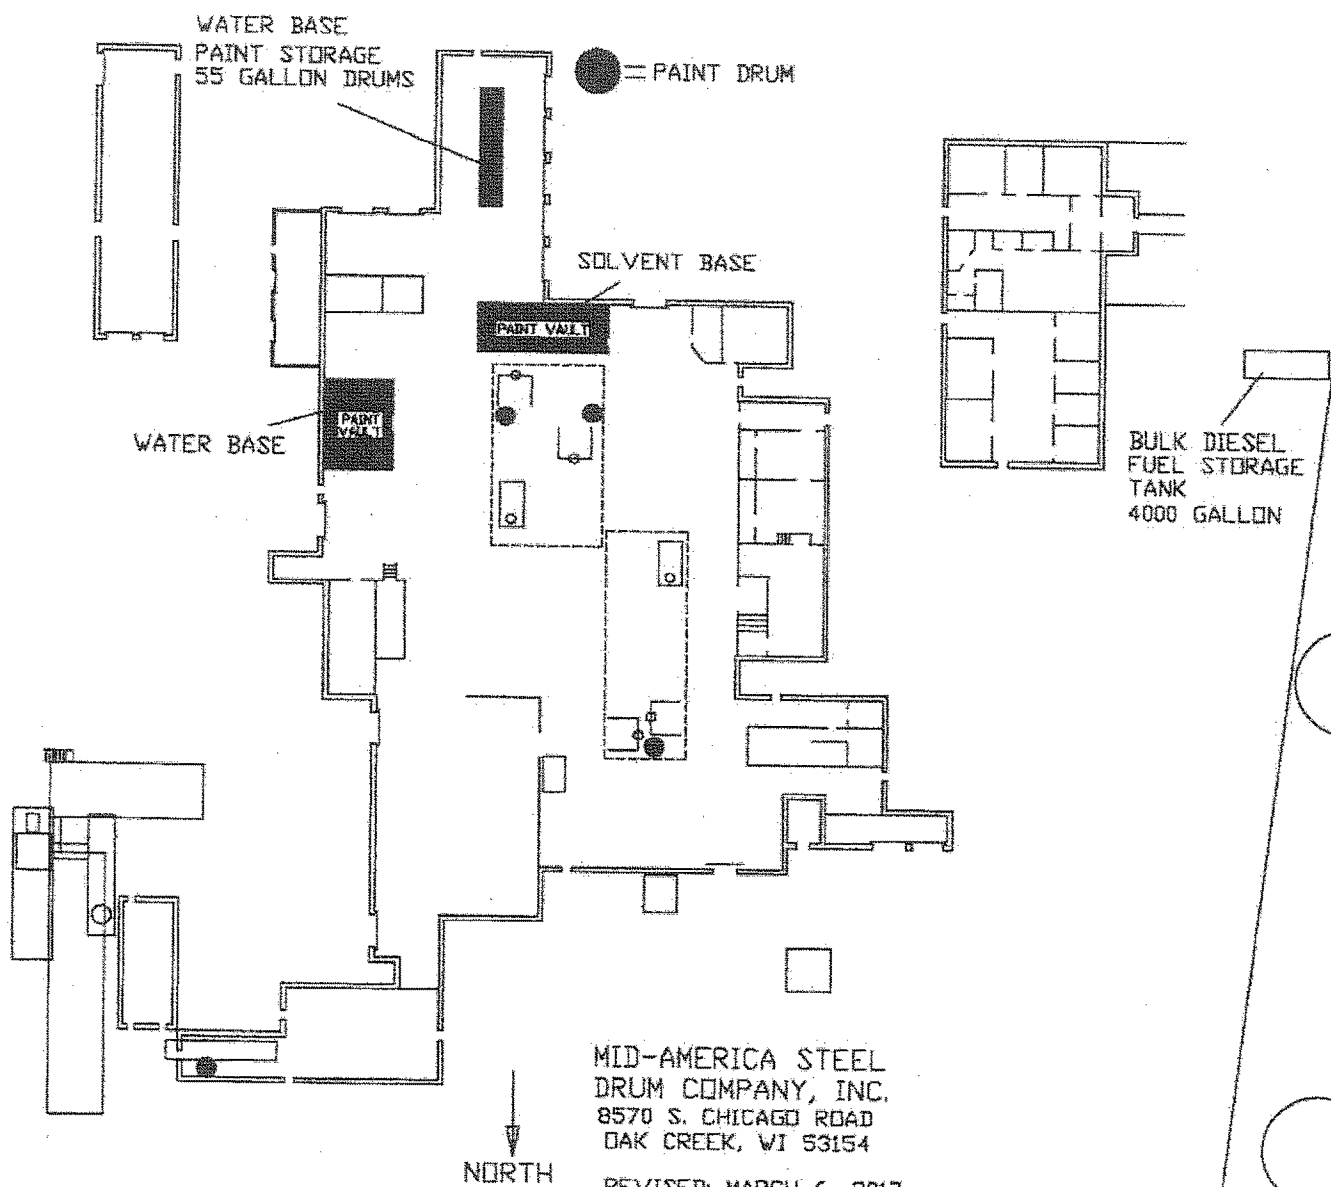 WATER BASE
PAINT STORAGE
55 GALLON DRUMS
= PAINT DRUM
SOLVENT BASE
PAINT VAULT
WATER BASE
PAINT
VAULT
BULK DIESEL
FUEL STORAGE
TANK
4000 GALLON
MID-AMERICA STEEL
DRUM COMPANY, INC.
8570 S. CHICAGO ROAD
OAK CREEK, WI 53154
NORTH
REVISED: MARCH